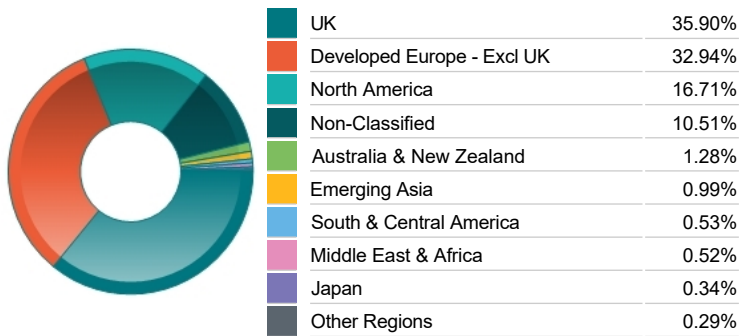 UK 35.90%
Developed Europe - Excl UK 32.94%
North America 16.71%
Non-Classified 10.51%
Australia & New Zealand 1.28%
Emerging Asia 0.99%
South & Central America 0.53%
Middle East & Africa 0.52%
Japan 0.34%
Other Regions 0.29%